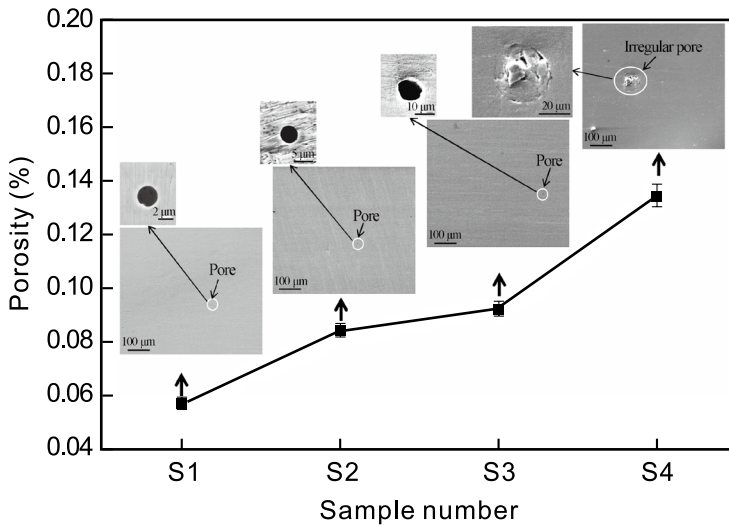 0.20
0.18
0.16
0.14
0.12
0.10
0.08
0.06
0.04
Porosity (%)
2 μm
Pore
100 μm
5 μm
Pore
100 μm
10 μm
Pore
100 μm
20 μm
Irregular pore
100 μm
S1
S2
S3
S4
Sample number